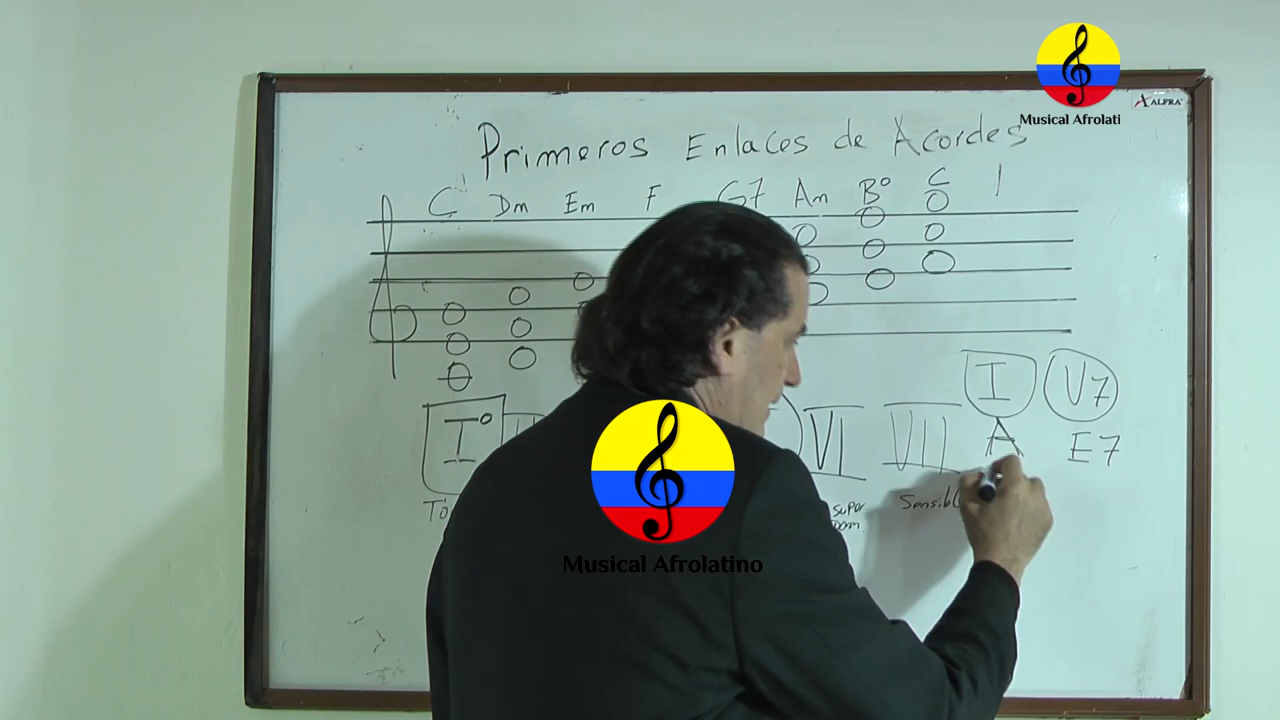 Musical Afrolati
ALFRA
Primeros Enlaces de Acordes
C Dm Em F G7 Am B° C
I V7
I° VI VII A E7
super Sensibl
dom.
Musical Afrolatino